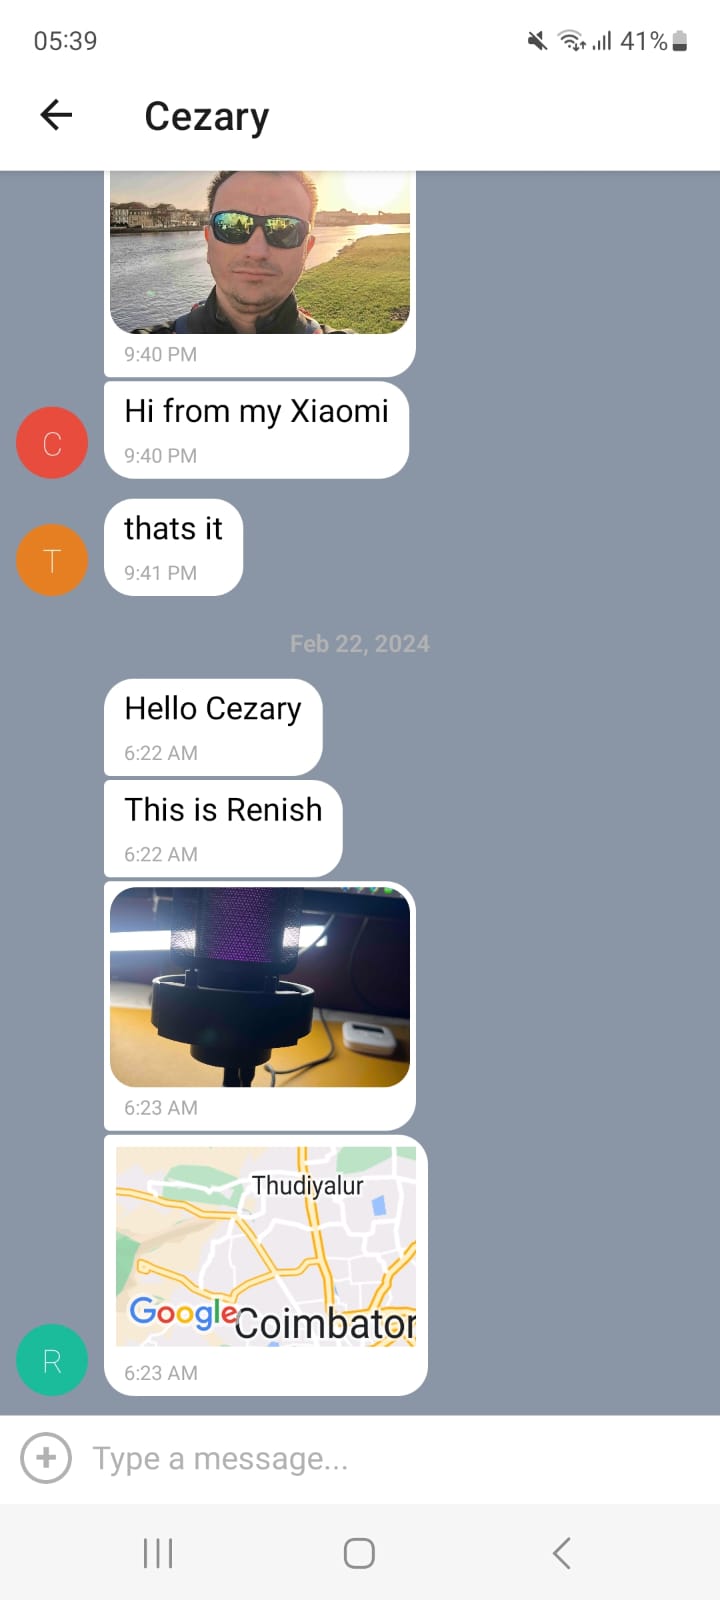 05:39
41%
Cezary
9:40 PM
Hi from my Xiaomi
9:40 PM
C
thats it
9:41 PM
T
Feb 22, 2024
Hello Cezary
6:22 AM
This is Renish
6:22 AM
6:23 AM
Thudiyalur
Google
Coimbator
6:23 AM
R
Type a message...